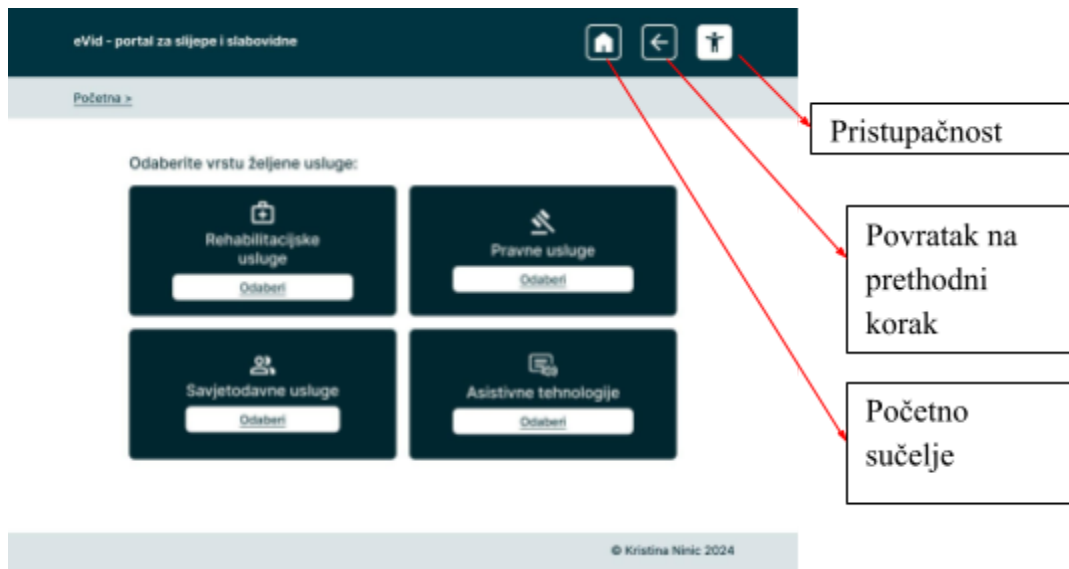 eVid - portal za slijepe i slabovidne
Početna >
Pristupačnost
Odaberite vrstu željene usluge:
Rehabilitacijske
usluge
Odaberi
Pravne usluge
Odaberi
Povratak na
prethodni
korak
Savjetodavne usluge
Odaberi
Asistivne tehnologije
Odaberi
Početno
sučelje
© Kristina Ninic 2024